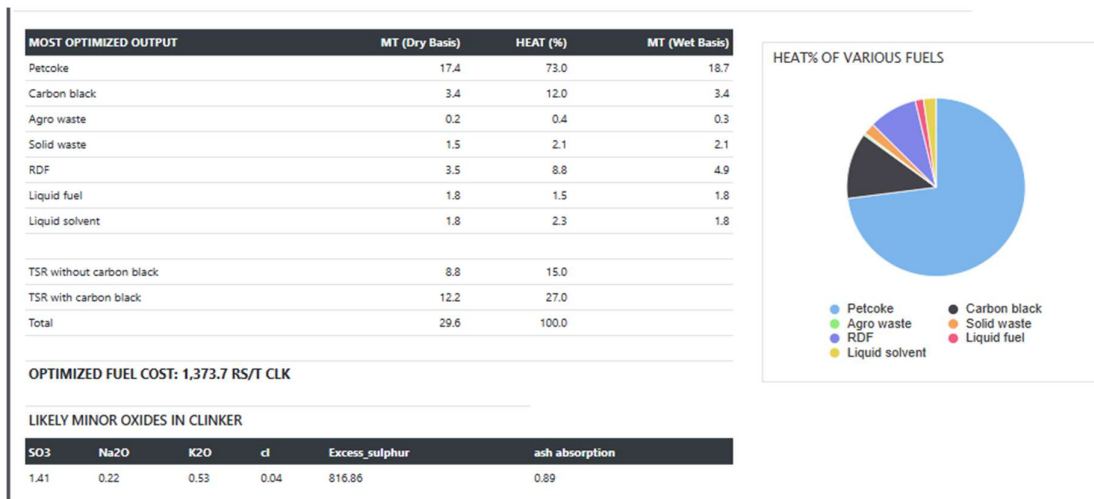 MOST OPTIMIZED OUTPUT MT (Dry Basis) HEAT (%) MT (Wet Basis)
Petcoke 17.4 73.0 18.7
Carbon black 3.4 12.0 3.4
Agro waste 0.2 0.4 0.3
Solid waste 1.5 2.1 2.1
RDF 3.5 8.8 4.9
Liquid fuel 1.8 1.5 1.8
Liquid solvent 1.8 2.3 1.8
TSR without carbon black 8.8 15.0
TSR with carbon black 12.2 27.0
Total 29.6 100.0
OPTIMIZED FUEL COST: 1,373.7 RS/T CLK
LIKELY MINOR OXIDES IN CLINKER
SO3 Na2O K2O cl Excess_sulphur ash absorption
1.41 0.22 0.53 0.04 816.86 0.89
HEAT% OF VARIOUS FUELS
Petcoke Carbon black
Agro waste Solid waste
RDF Liquid fuel
Liquid solvent